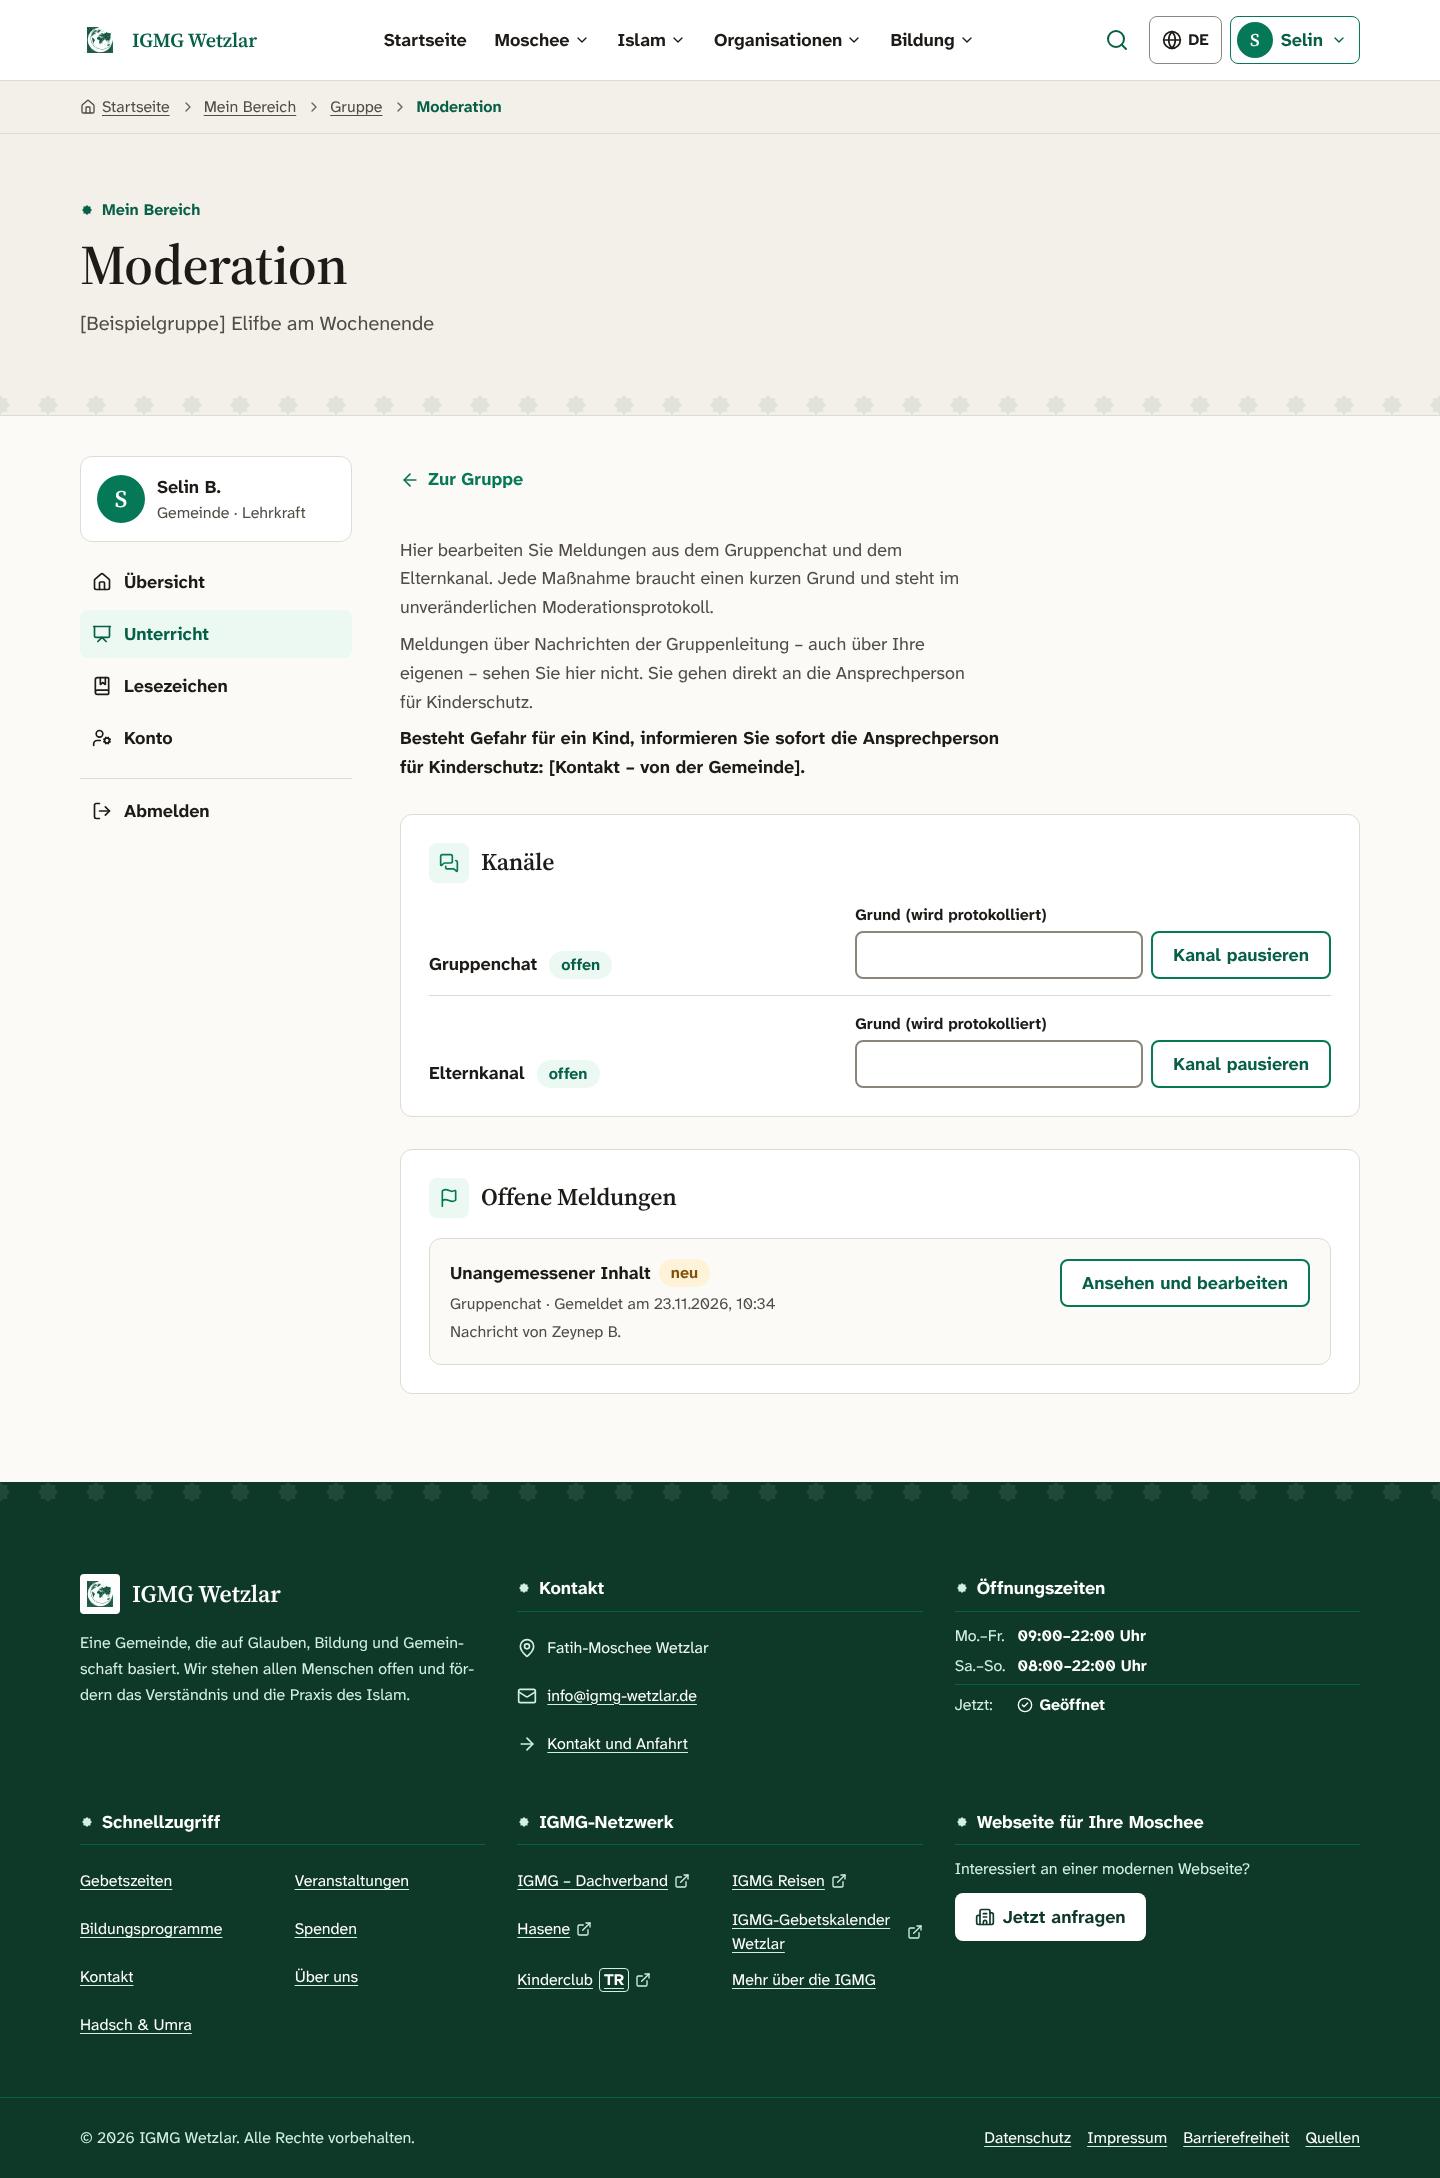 IGMG Wetzlar
Startseite
Moschee
Islam
Organisationen
Bildung
DE
S
Selin
Startseite
Mein Bereich
Gruppe
Moderation
Mein Bereich
Moderation
[Beispielgruppe] Elifbe am Wochenende
S
Selin B.
Gemeinde · Lehrkraft
Übersicht
Unterricht
Lesezeichen
Konto
Abmelden
Zur Gruppe
Hier bearbeiten Sie Meldungen aus dem Gruppenchat und dem
Elternkanal. Jede Maßnahme braucht einen kurzen Grund und steht im
unveränderlichen Moderationsprotokoll.
Meldungen über Nachrichten der Gruppenleitung – auch über Ihre
eigenen – sehen Sie hier nicht. Sie gehen direkt an die Ansprechperson
für Kinderschutz.
Besteht Gefahr für ein Kind, informieren Sie sofort die Ansprechperson
für Kinderschutz: [Kontakt – von der Gemeinde].
Kanäle
Gruppenchat
offen
Grund (wird protokolliert)
Kanal pausieren
Elternkanal
offen
Grund (wird protokolliert)
Kanal pausieren
Offene Meldungen
Unangemessener Inhalt
neu
Gruppenchat · Gemeldet am 23.11.2026, 10:34
Nachricht von Zeynep B.
Ansehen und bearbeiten
IGMG Wetzlar
Eine Gemeinde, die auf Glauben, Bildung und Gemein-
schaft basiert. Wir stehen allen Menschen offen und för-
dern das Verständnis und die Praxis des Islam.
Kontakt
Fatih-Moschee Wetzlar
info@igmg-wetzlar.de
Kontakt und Anfahrt
Öffnungszeiten
Mo.–Fr. 09:00–22:00 Uhr
Sa.–So. 08:00–22:00 Uhr
Jetzt: Geöffnet
Schnellzugriff
Gebetszeiten
Veranstaltungen
Bildungsprogramme
Spenden
Kontakt
Über uns
Hadsch & Umra
IGMG-Netzwerk
IGMG – Dachverband
IGMG Reisen
Hasene
IGMG-Gebetskalender
Wetzlar
Kinderclub TR
Mehr über die IGMG
Webseite für Ihre Moschee
Interessiert an einer modernen Webseite?
Jetzt anfragen
© 2026 IGMG Wetzlar. Alle Rechte vorbehalten.
Datenschutz
Impressum
Barrierefreiheit
Quellen